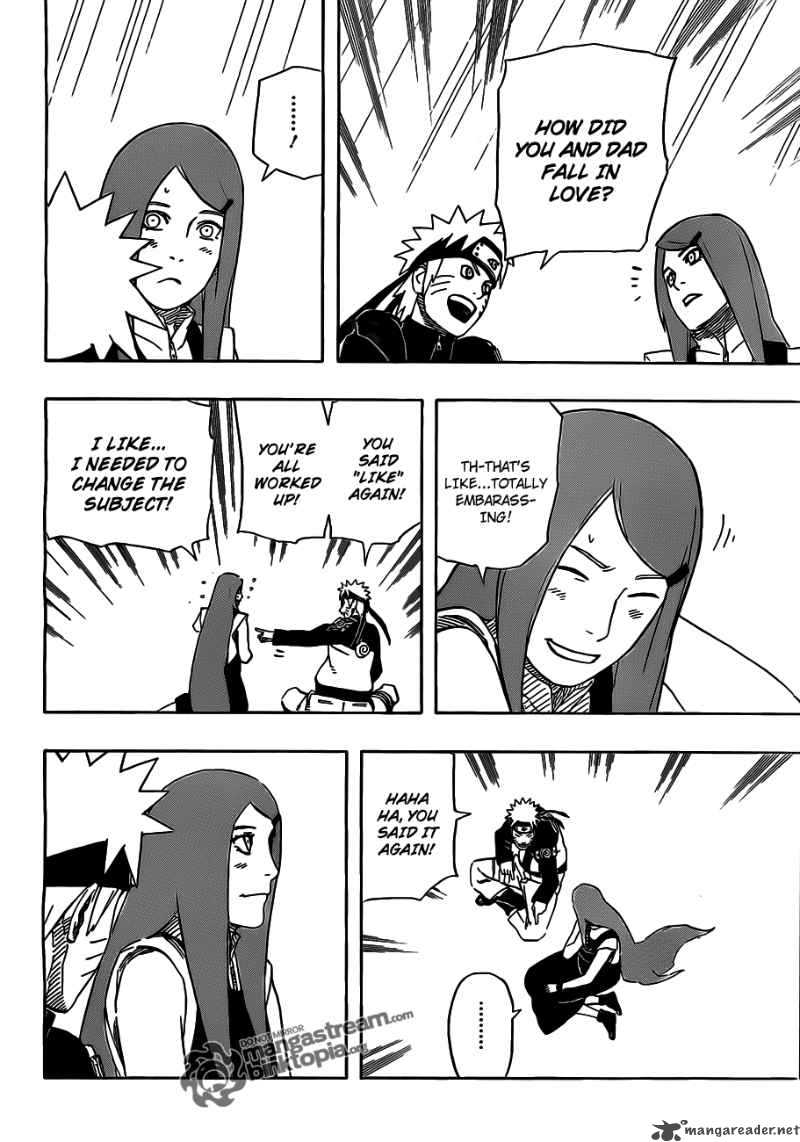 HOW DID
YOU AND DAD
FALL IN
LOVE?
........!
TH-THAT'S
LIKE...TOTALLY
EMBARASS-
ING!
YOU
SAID
"LIKE"
AGAIN!
YOU'RE
ALL
WORKED
UP!
I LIKE...
I NEEDED TO
CHANGE THE
SUBJECT!
HAHA
HA, YOU
SAID IT
AGAIN!
.........
DO NOT MIRROR
mangastream.com
binktopia.org
mangareader.net